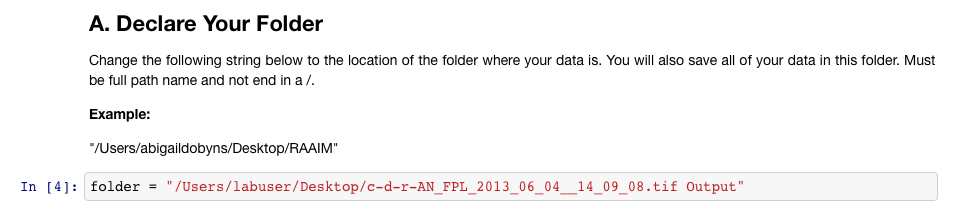 A. Declare Your Folder
Change the following string below to the location of the folder where your data is. You will also save all of your data in this folder. Must
be full path name and not end in a /.
Example:
"/Users/abigaildobyns/Desktop/RAAIM"
In [4]: folder = "/Users/labuser/Desktop/c-d-r-AN_FPL_2013_06_04__14_09_08.tif Output"